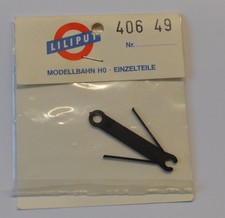 LILIPUT
406 49
Nr.
MODELLBAHN H0 · EINZELTEILE